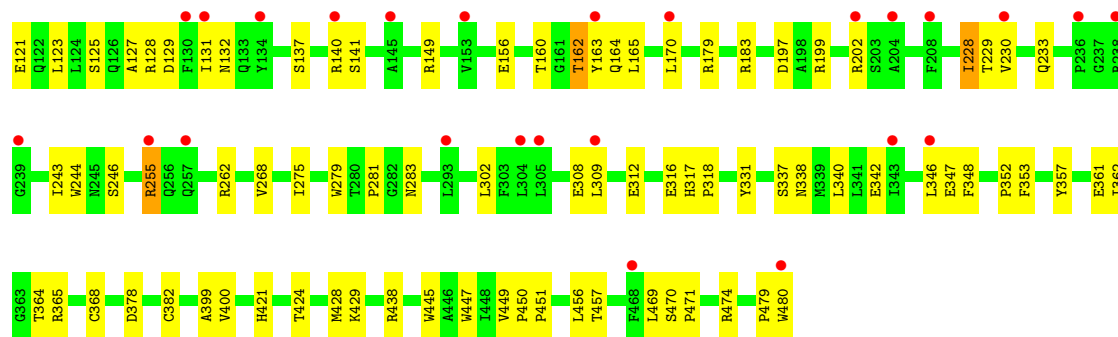 E121 Q122 L123 L124 S125 Q126 A127 R128 D129 F130 I131 N132 Q133 Y134 S137 R140 S141 A145 R149 V153 E156 T160 G161 T162 Y163 Q164 L165 L170 R179 R183 D197 A198 R199 R202 S203 A204 F208 I228 T229 V230 Q233 P236 G237 P238
G239 I243 W244 N245 S246 R255 Q256 Q257 R262 V268 I275 W279 T280 P281 G282 N283 L293 L302 F303 L304 L305 E308 L309 E312 E316 H317 P318 Y331 S337 N338 M339 L340 L341 E342 I343 L346 E347 F348 P352 F353 Y357 E361 I362
G363 T364 R365 C368 D378 C382 A399 V400 H421 T424 M428 K429 R438 W445 A446 W447 I448 V449 P450 P451 L456 T457 F468 L469 S470 P471 R474 P479 W480